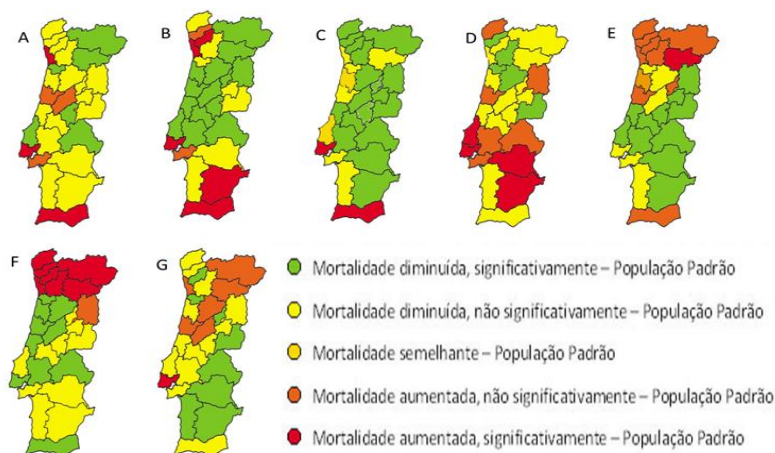 A
B
C
D
E
F
G
Mortalidade diminuída, significativamente – População Padrão
Mortalidade diminuída, não significativamente – População Padrão
Mortalidade semelhante – População Padrão
Mortalidade aumentada, não significativamente – População Padrão
Mortalidade aumentada, significativamente – População Padrão